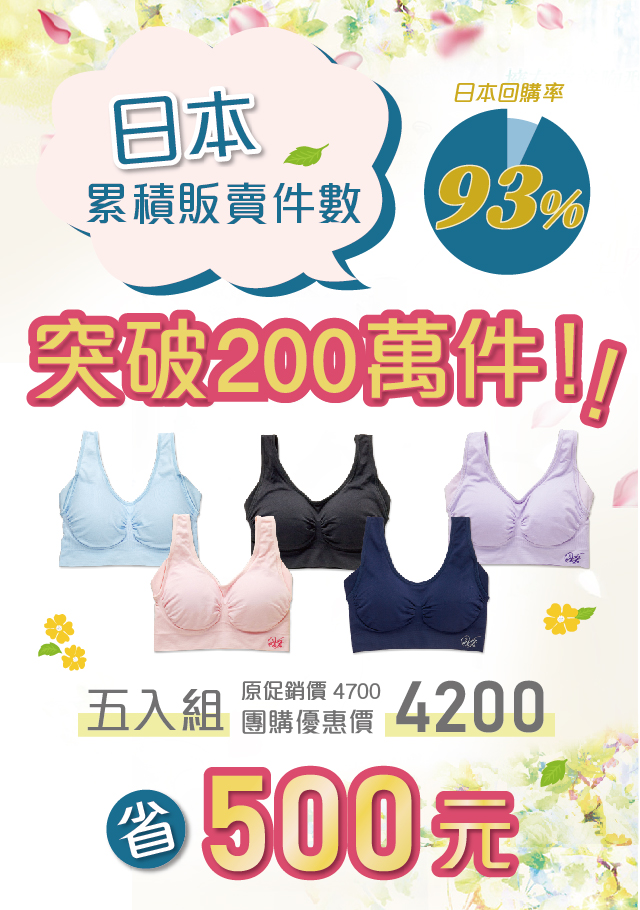 日本
累積販賣件數
日本回購率
93%
突破200萬件!!
五入組
原促銷價 4700
團購優惠價 4200
省 500元